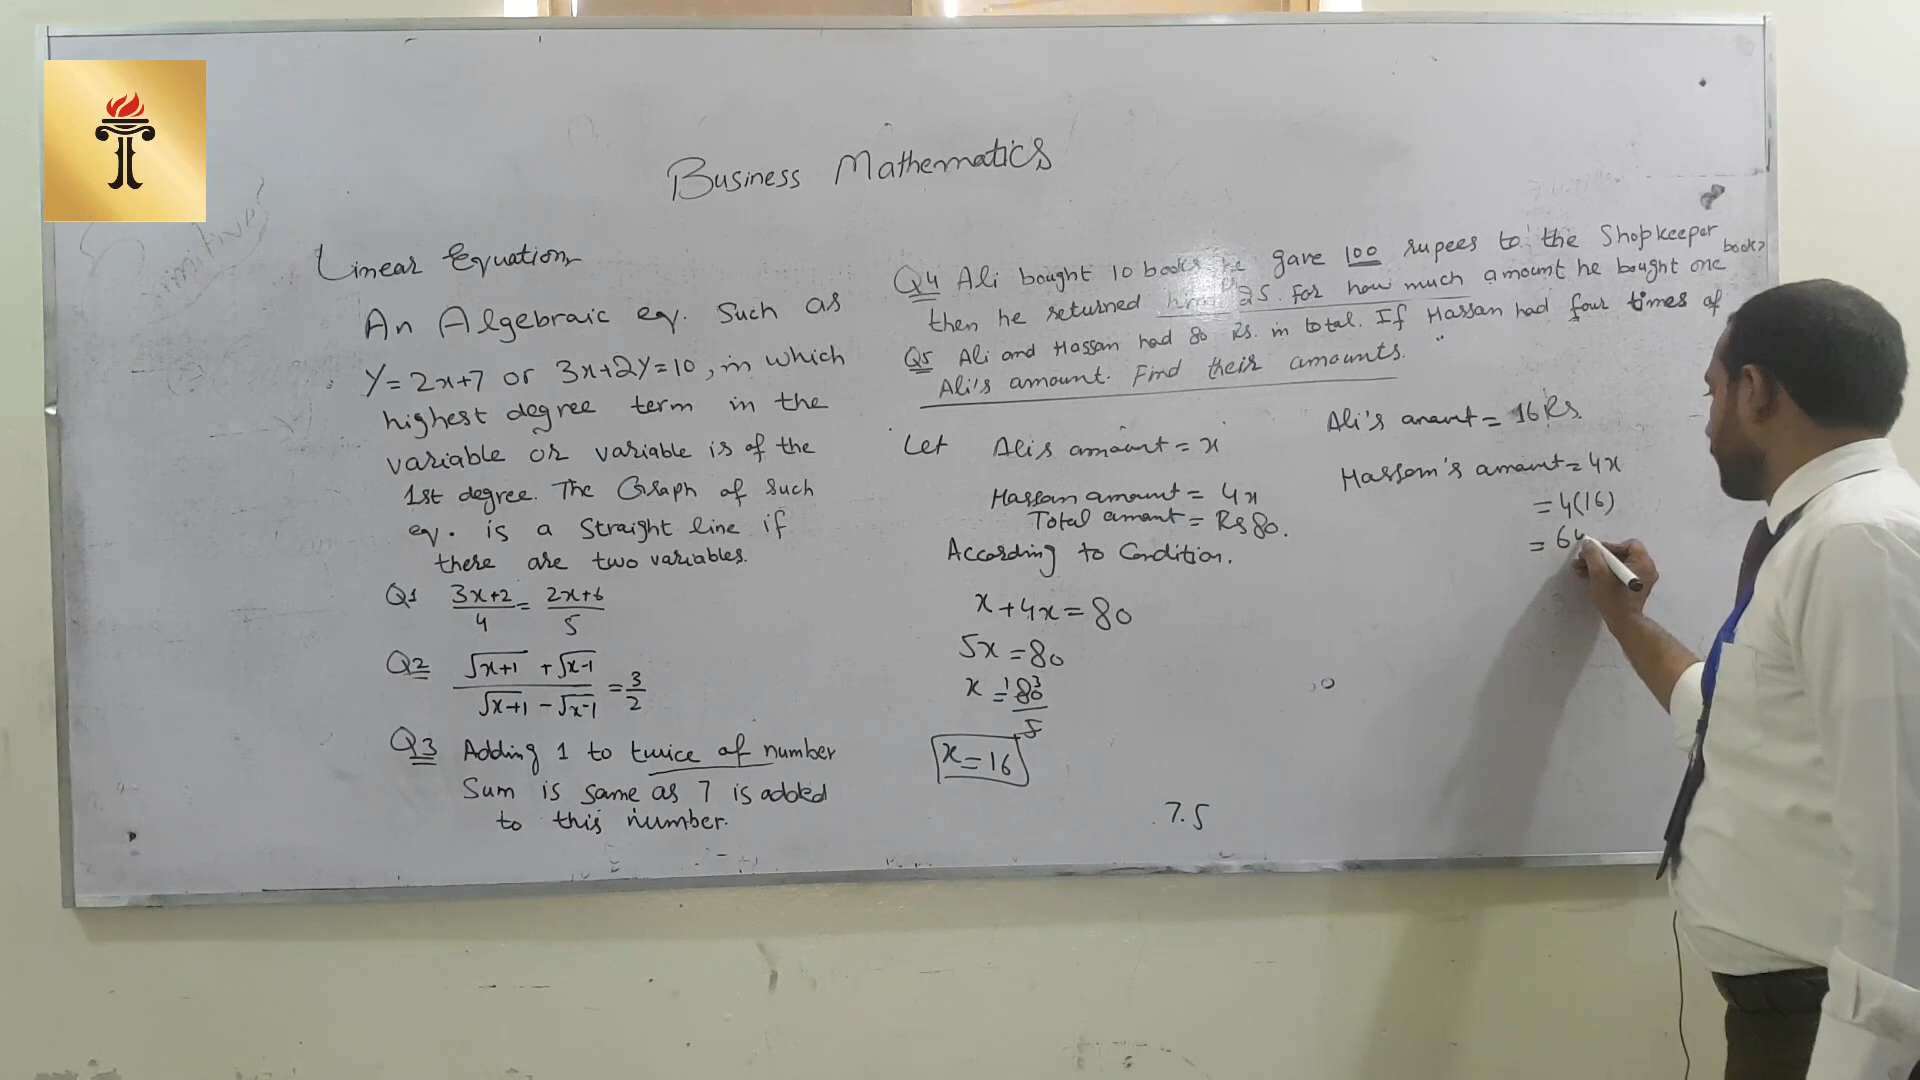 Business Mathematics
Linear Equation
An Algebraic eq. Such as
Y=2x+7 or 3x+2Y=10, in which
highest degree term in the
variable or variable is of the
1st degree. The Graph of such
eq. is a straight line if
there are two variables.
Q1 (3x+2)/4 = (2x+6)/5
Q2 (√x+1 + √x-1)/(√x+1 - √x-1) = 3/2
Q3 Adding 1 to twice of number
Sum is same as 7 is added
to this number.
Q4 Ali bought 10 books he gave 100 rupees to the Shopkeeper
then he returned him 25. For how much amount he bought one book?
Q5 Ali and Hassan had 80 Rs. in total. If Hassan had four times of
Ali's amount. Find their amounts.
Let Ali's amount = x
Hassan amount = 4x
Total amount = Rs 80.
According to Condition.
x+4x=80
5x=80
x = 80/5
x=16
7.5
Ali's amount = 16 Rs.
Hassan's amount = 4x
= 4(16)
= 64